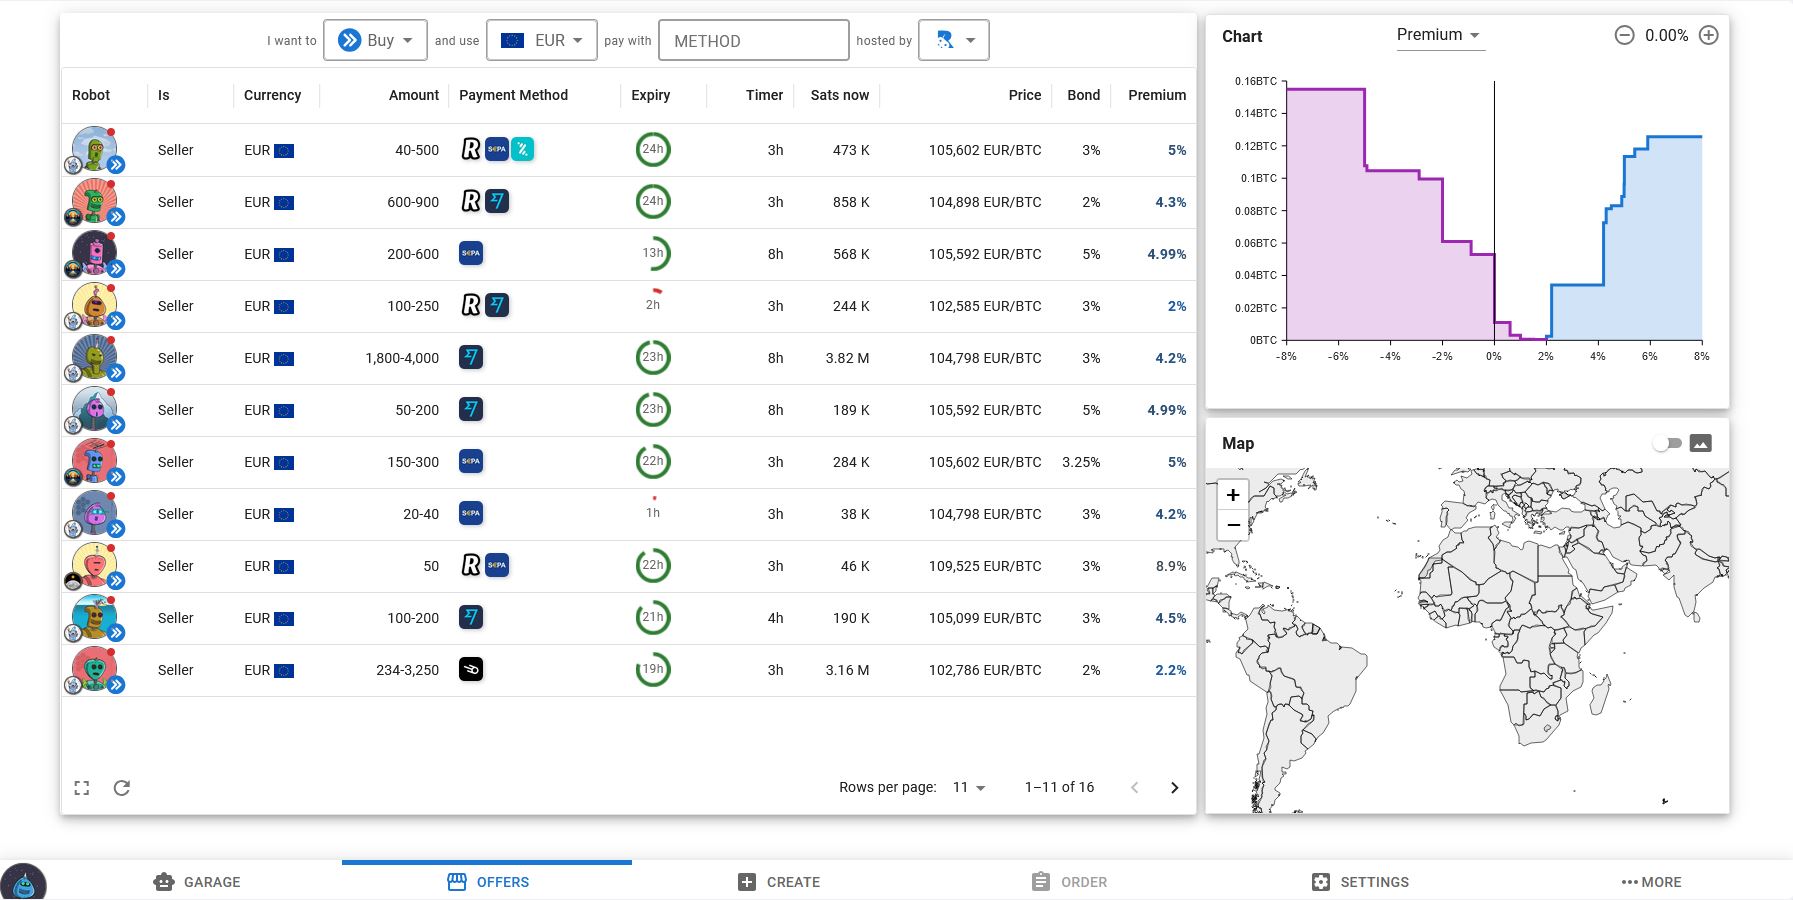 I want to Buy and use EUR pay with METHOD hosted by
Robot Is Currency Amount Payment Method Expiry Timer Sats now Price Bond Premium
Seller EUR 40-500 R S€PA 24h 3h 473 K 105,602 EUR/BTC 3% 5%
Seller EUR 600-900 R 24h 3h 858 K 104,898 EUR/BTC 2% 4.3%
Seller EUR 200-600 S€PA 13h 8h 568 K 105,592 EUR/BTC 5% 4.99%
Seller EUR 100-250 R 2h 3h 244 K 102,585 EUR/BTC 3% 2%
Seller EUR 1,800-4,000 23h 8h 3.82 M 104,798 EUR/BTC 3% 4.2%
Seller EUR 50-200 23h 8h 189 K 105,592 EUR/BTC 5% 4.99%
Seller EUR 150-300 S€PA 22h 3h 284 K 105,602 EUR/BTC 3.25% 5%
Seller EUR 20-40 S€PA 1h 3h 38 K 104,798 EUR/BTC 3% 4.2%
Seller EUR 50 R S€PA 22h 3h 46 K 109,525 EUR/BTC 3% 8.9%
Seller EUR 100-200 21h 4h 190 K 105,099 EUR/BTC 3% 4.5%
Seller EUR 234-3,250 19h 3h 3.16 M 102,786 EUR/BTC 2% 2.2%
Rows per page: 11 1–11 of 16
Chart Premium 0.00%
0.16BTC
0.14BTC
0.12BTC
0.1BTC
0.08BTC
0.06BTC
0.04BTC
0.02BTC
0BTC
-8% -6% -4% -2% 0% 2% 4% 6% 8%
Map
+
−
GARAGE OFFERS CREATE ORDER SETTINGS MORE